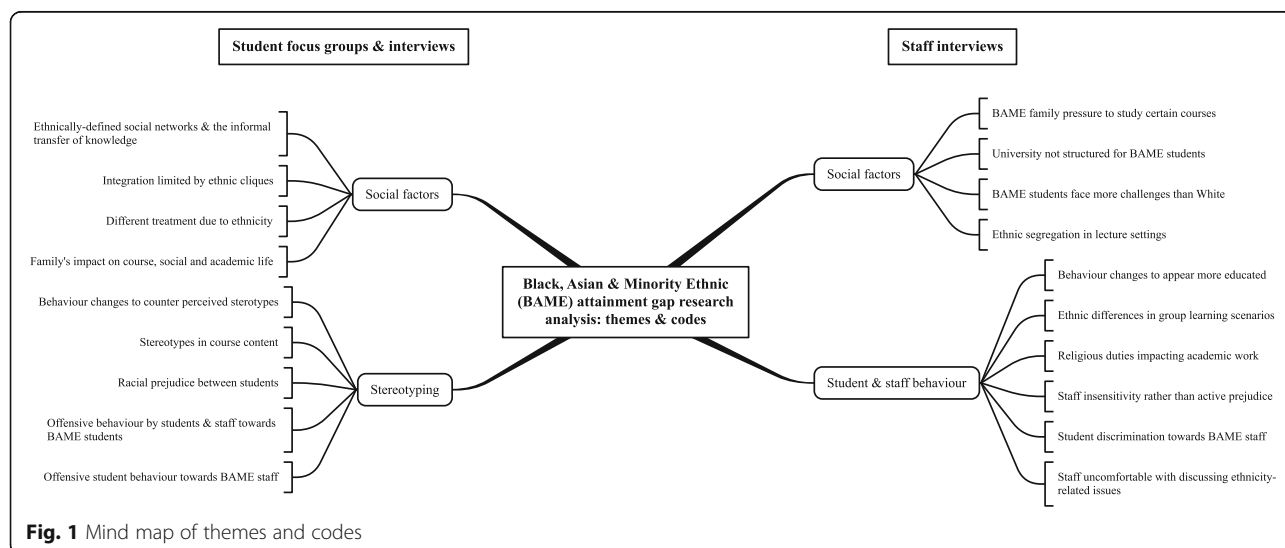 Student focus groups & interviews
Staff interviews
Ethnically-defined social networks & the informal
transfer of knowledge
Integration limited by ethnic cliques
Different treatment due to ethnicity
Family's impact on course, social and academic life
Social factors
Behaviour changes to counter perceived sterotypes
Stereotypes in course content
Racial prejudice between students
Offensive behaviour by students & staff towards
BAME students
Offensive student behaviour towards BAME staff
Stereotyping
Black, Asian & Minority Ethnic
(BAME) attainment gap research
analysis: themes & codes
Social factors
BAME family pressure to study certain courses
University not structured for BAME students
BAME students face more challenges than White
Ethnic segregation in lecture settings
Student & staff behaviour
Behaviour changes to appear more educated
Ethnic differences in group learning scenarios
Religious duties impacting academic work
Staff insensitivity rather than active prejudice
Student discrimination towards BAME staff
Staff uncomfortable with discussing ethnicity-
related issues
Fig. 1 Mind map of themes and codes